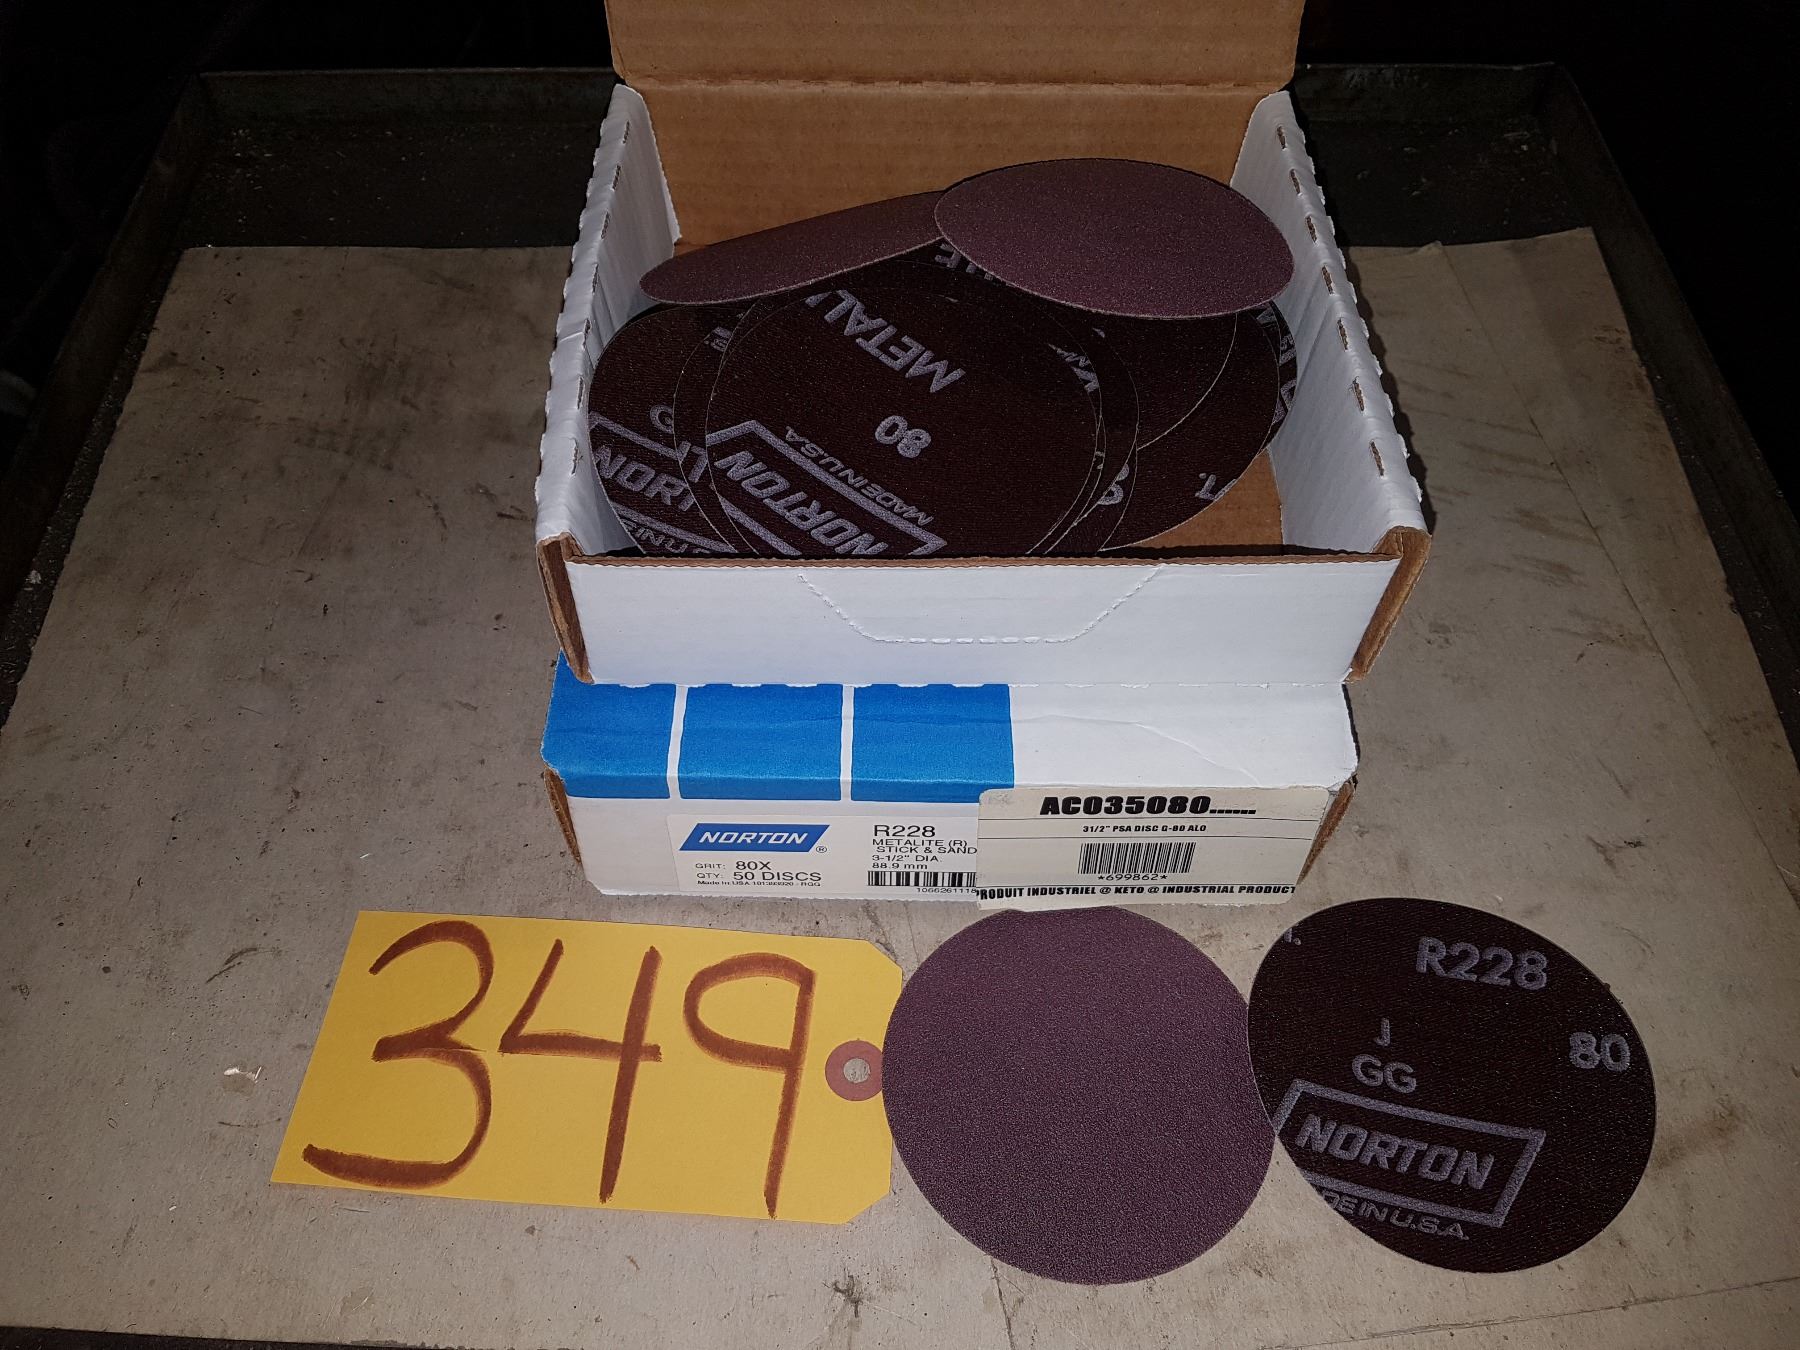 METALI
80
MADE IN U.S.A.
NORTON
NORT
NORTON ®
GRIT: 80X
QTY: 50 DISCS
R228
METALITE (R)
STICK & SAND
3-1/2" DIA.
88.9 mm
AC035080......
31/2" PSA DISC G-80 ALO
*699862*
PRODUIT INDUSTRIEL @ KETO @ INDUSTRIAL PRODUCT
349
R228
J
80
GG
NORTON
DE IN U.S.A.